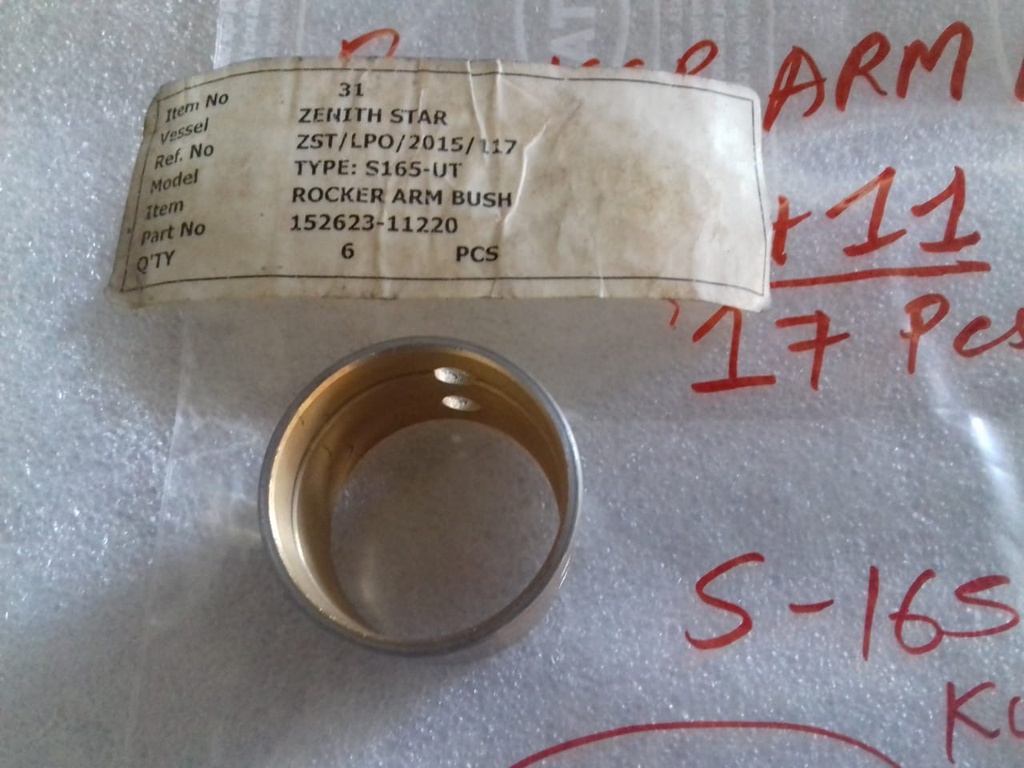 Item No 31
Vessel ZENITH STAR
Ref. No ZST/LPO/2015/117
Model TYPE: S165-UT
Item ROCKER ARM BUSH
Part No 152623-11220
Q'TY 6 PCS
ARM
+11
17 Pcs
S-165